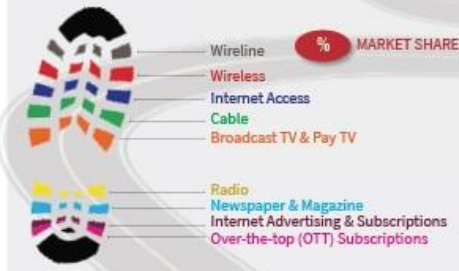 Wireline
% MARKET SHARE
Wireless
Internet Access
Cable
Broadcast TV & Pay TV
Radio
Newspaper & Magazine
Internet Advertising & Subscriptions
Over-the-top (OTT) Subscriptions